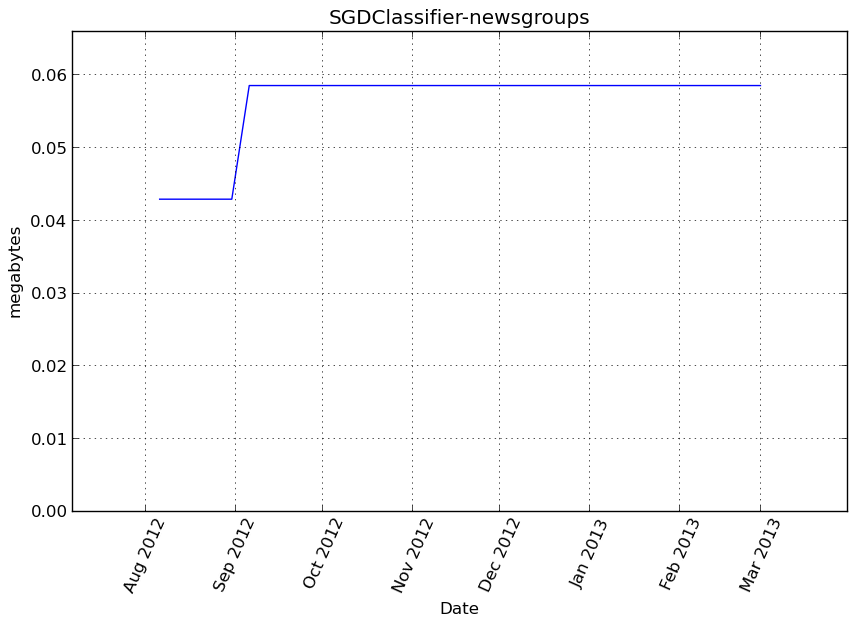 SGDClassifier-newsgroups
0.06
0.05
0.04
0.03
0.02
0.01
0.00
megabytes
Aug 2012
Sep 2012
Oct 2012
Nov 2012
Dec 2012
Jan 2013
Feb 2013
Mar 2013
Date